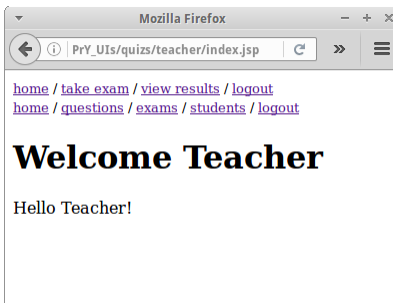 Mozilla Firefox
PrY_UIs/quizs/teacher/index.jsp
home / take exam / view results / logout
home / questions / exams / students / logout
Welcome Teacher
Hello Teacher!